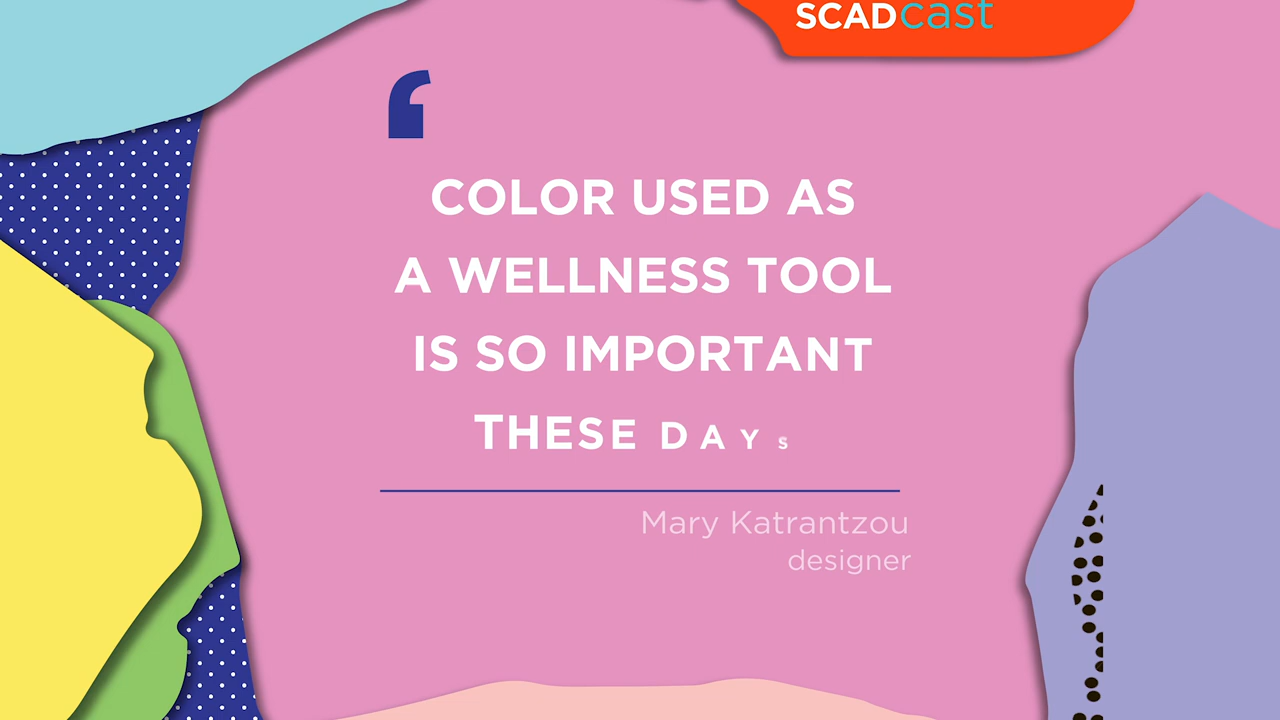 SCADcast
‘
COLOR USED AS
A WELLNESS TOOL
IS SO IMPORTANT
THESE DAYS
Mary Katrantzou
designer